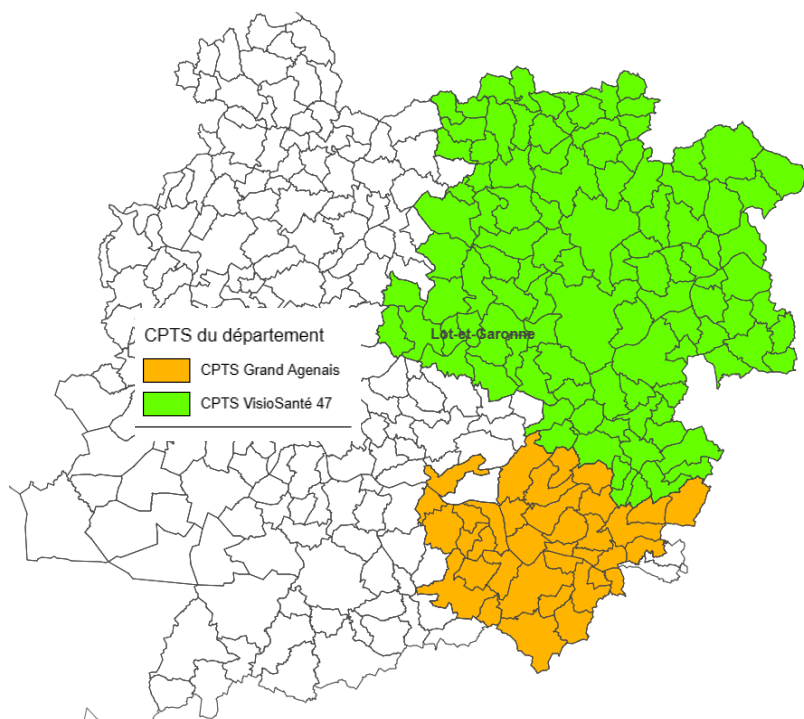 CPTS du département
Lot-et-Garonne
CPTS Grand Agenais
CPTS VisioSanté 47